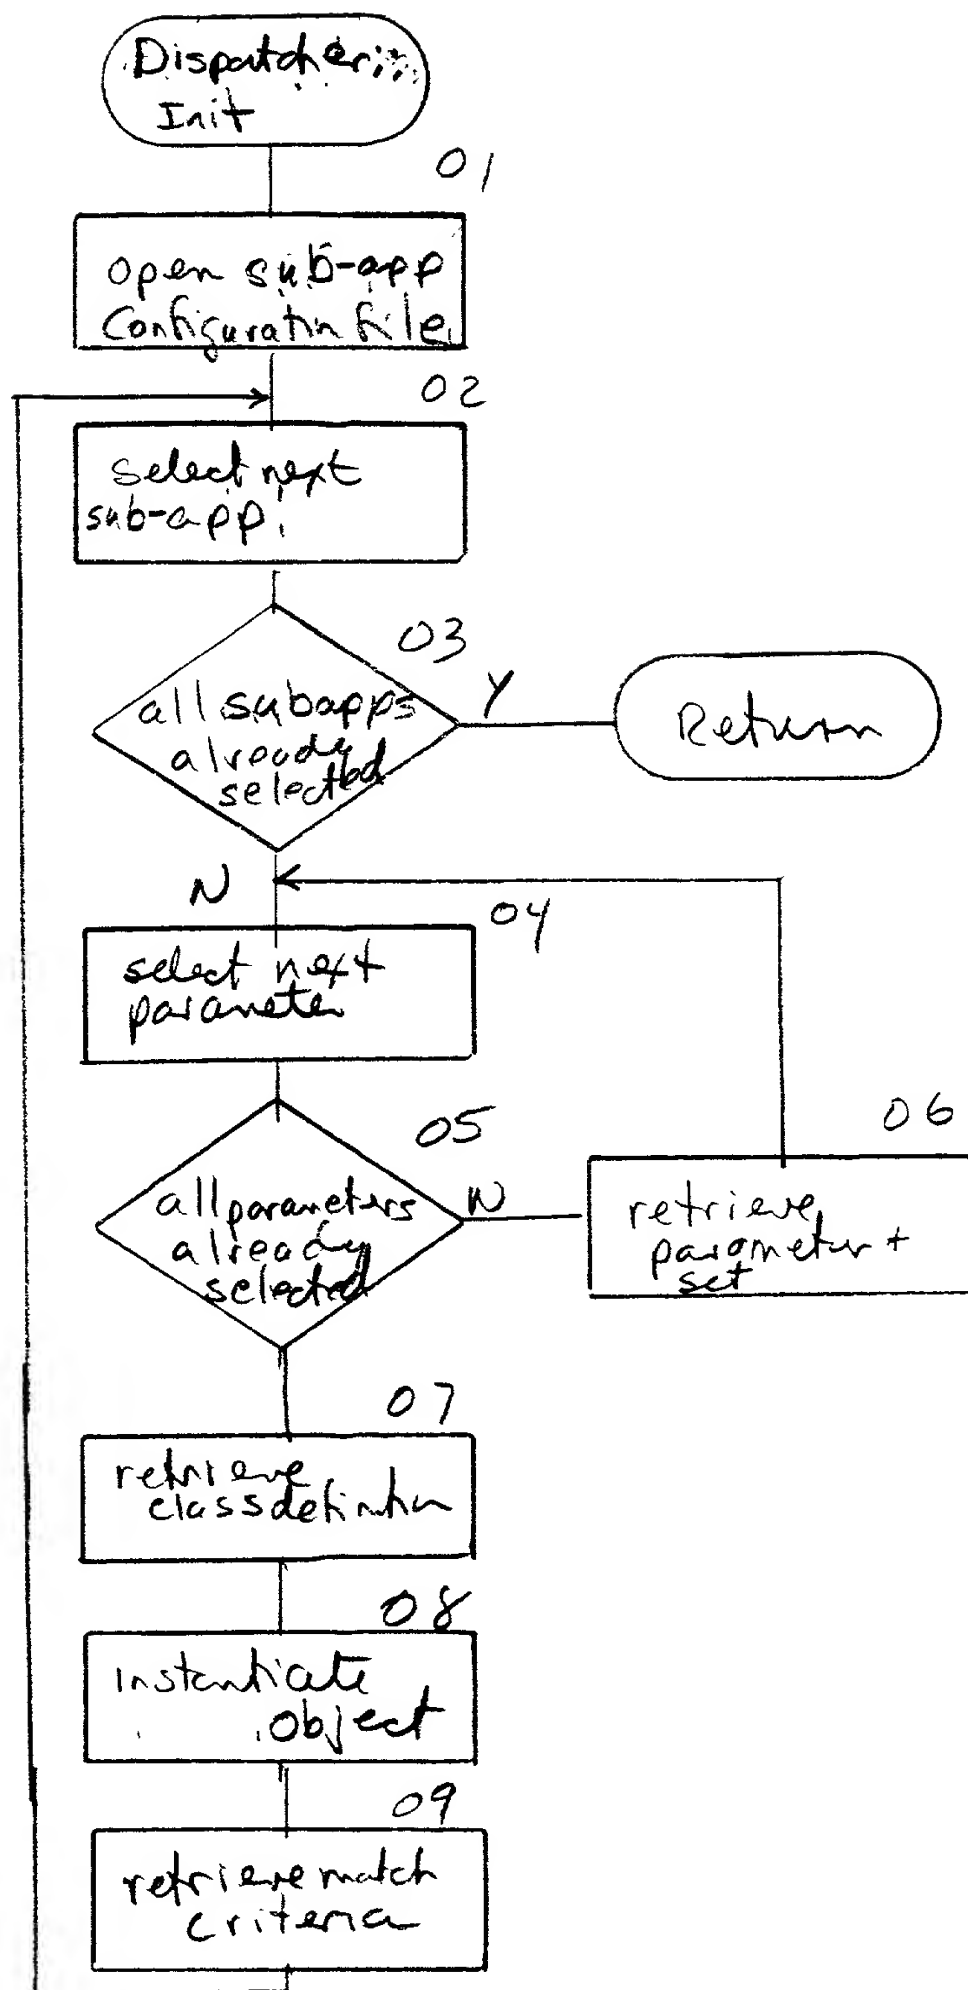 Dispatcher
Init
01
open sub-app
Configuratin file
02
select next
sub-app
03
all subapps
already
selected
Y
Return
N
04
select next
parameter
05
all parameters
already
selected
N
06
retrieve
parameter +
set
07
retrieve
class definition
08
instantiate
object
09
retrieve match
criteria